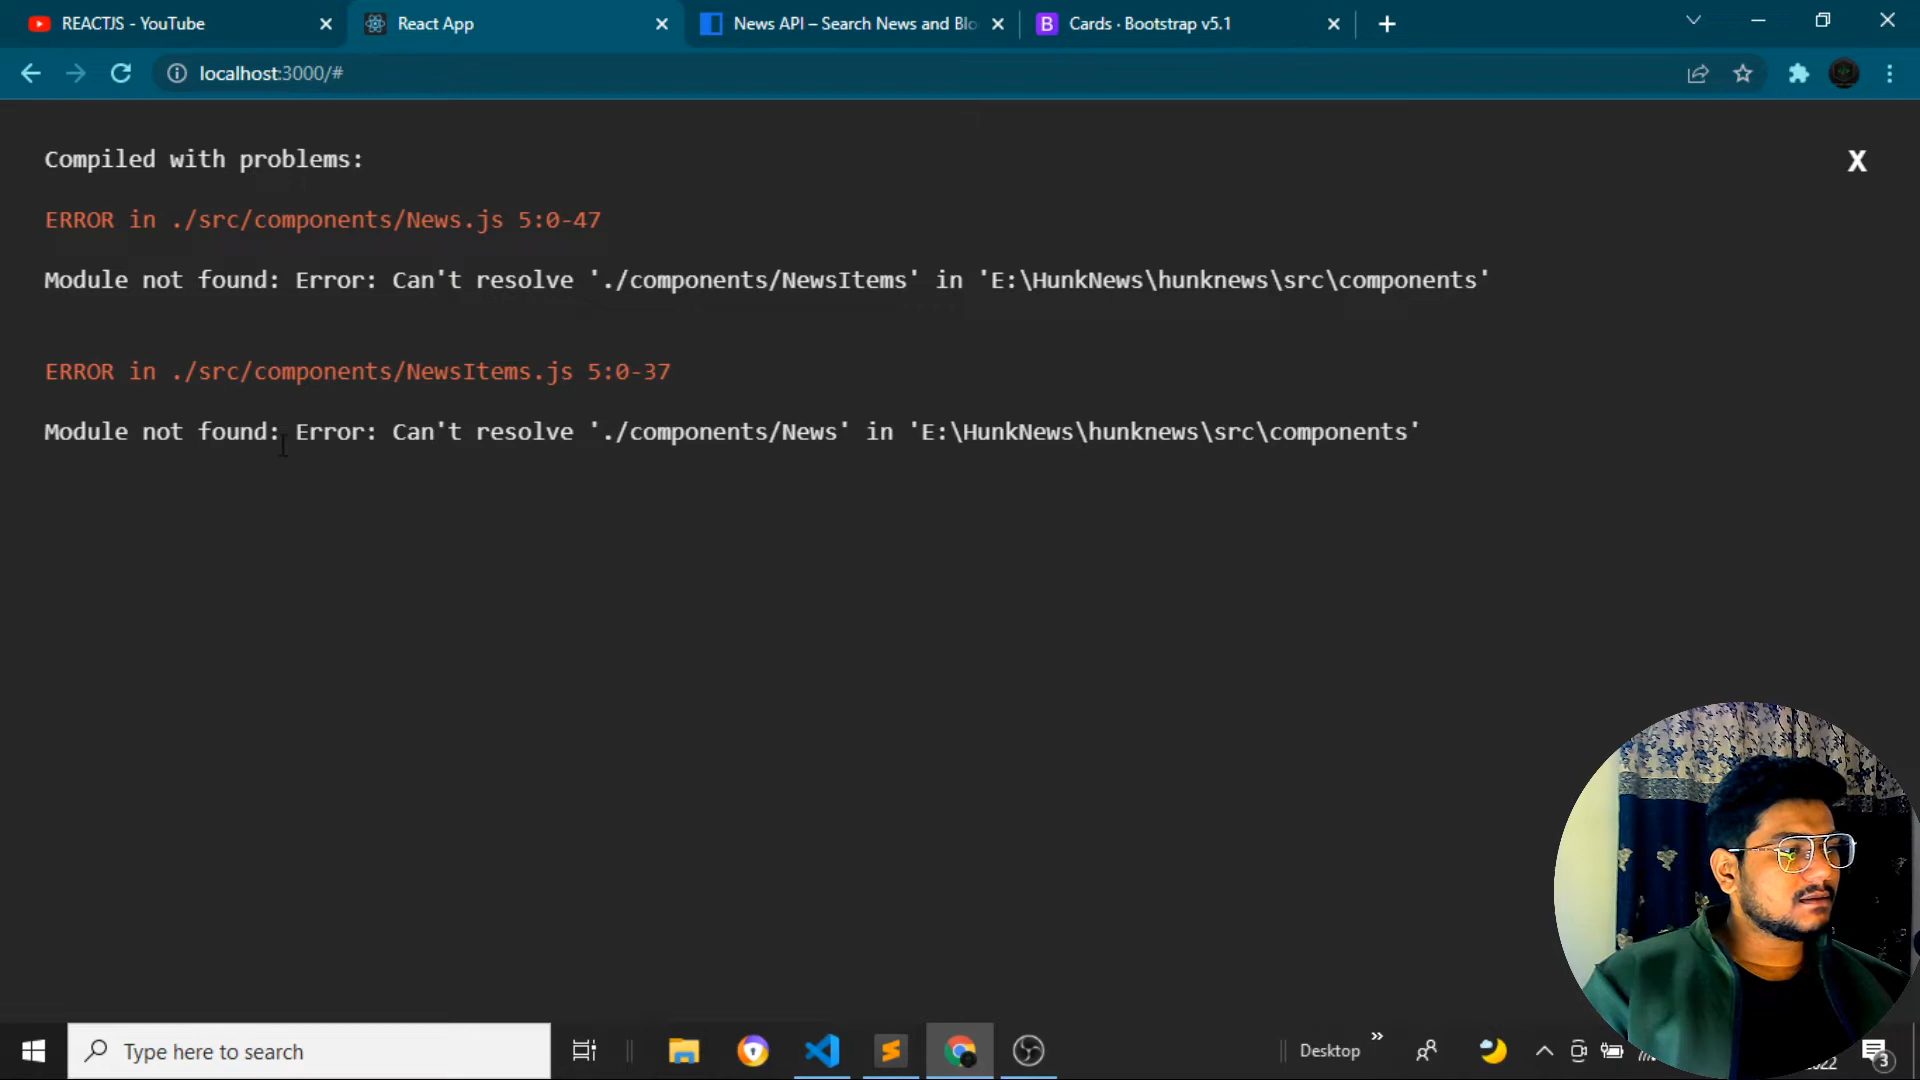 REACTJS - YouTube
React App
News API – Search News and Blo
B Cards · Bootstrap v5.1
localhost:3000/#
Compiled with problems:
X
ERROR in ./src/components/News.js 5:0-47
Module not found: Error: Can't resolve './components/NewsItems' in 'E:\HunkNews\hunknews\src\components'
ERROR in ./src/components/NewsItems.js 5:0-37
Module not found: Error: Can't resolve './components/News' in 'E:\HunkNews\hunknews\src\components'
Type here to search
Desktop
2022
3